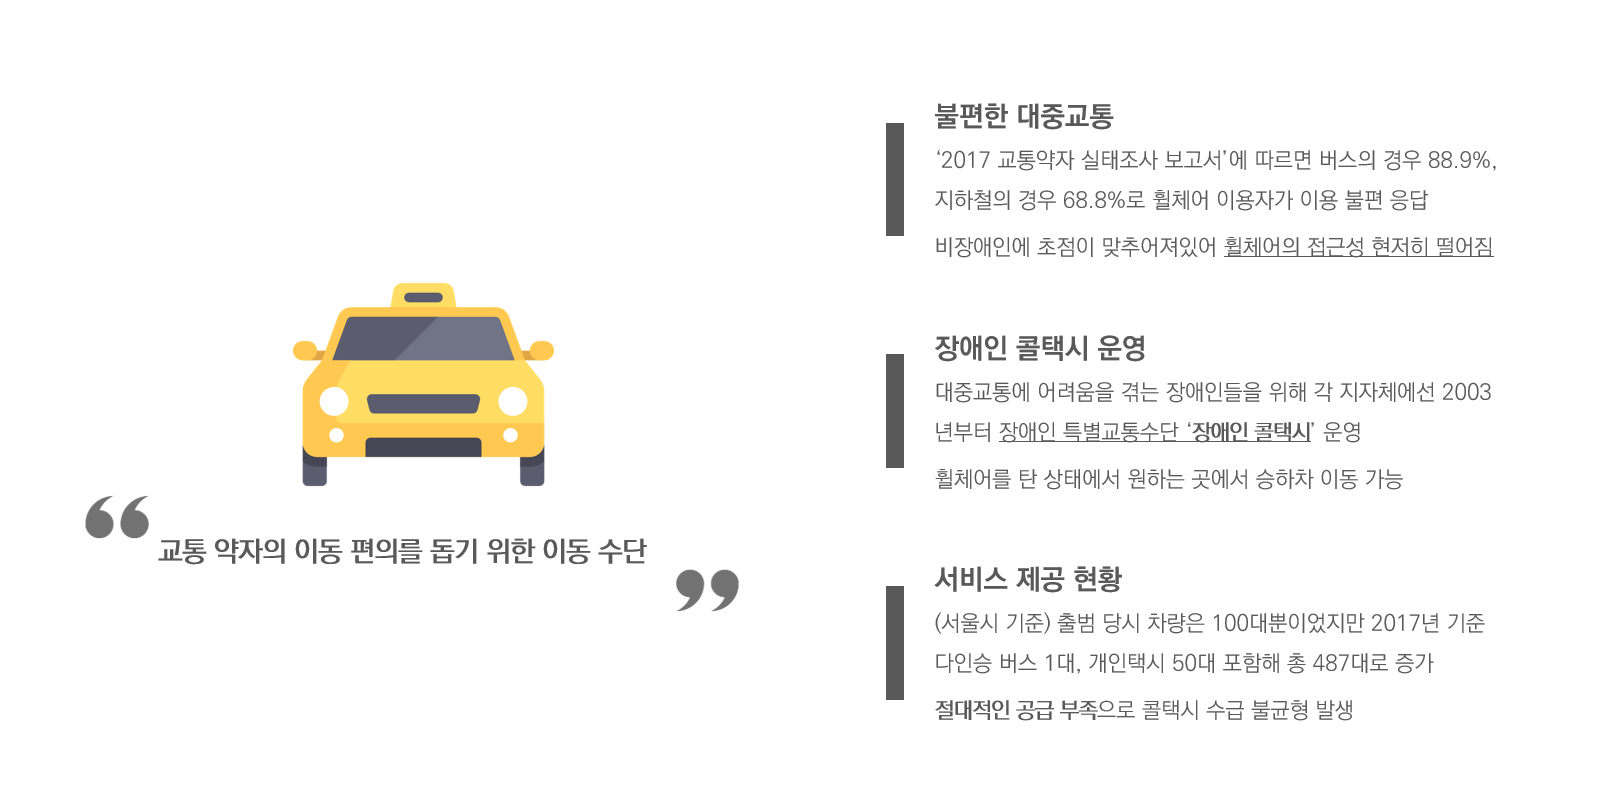 “
교통 약자의 이동 편의를 돕기 위한 이동 수단
”
불편한 대중교통
‘2017 교통약자 실태조사 보고서’에 따르면 버스의 경우 88.9%,
지하철의 경우 68.8%로 휠체어 이용자가 이용 불편 응답
비장애인에 초점이 맞추어져있어 휠체어의 접근성 현저히 떨어짐
장애인 콜택시 운영
대중교통에 어려움을 겪는 장애인들을 위해 각 지자체에선 2003
년부터 장애인 특별교통수단 ‘장애인 콜택시’ 운영
휠체어를 탄 상태에서 원하는 곳에서 승하차 이동 가능
서비스 제공 현황
(서울시 기준) 출범 당시 차량은 100대뿐이었지만 2017년 기준
다인승 버스 1대, 개인택시 50대 포함해 총 487대로 증가
절대적인 공급 부족으로 콜택시 수급 불균형 발생